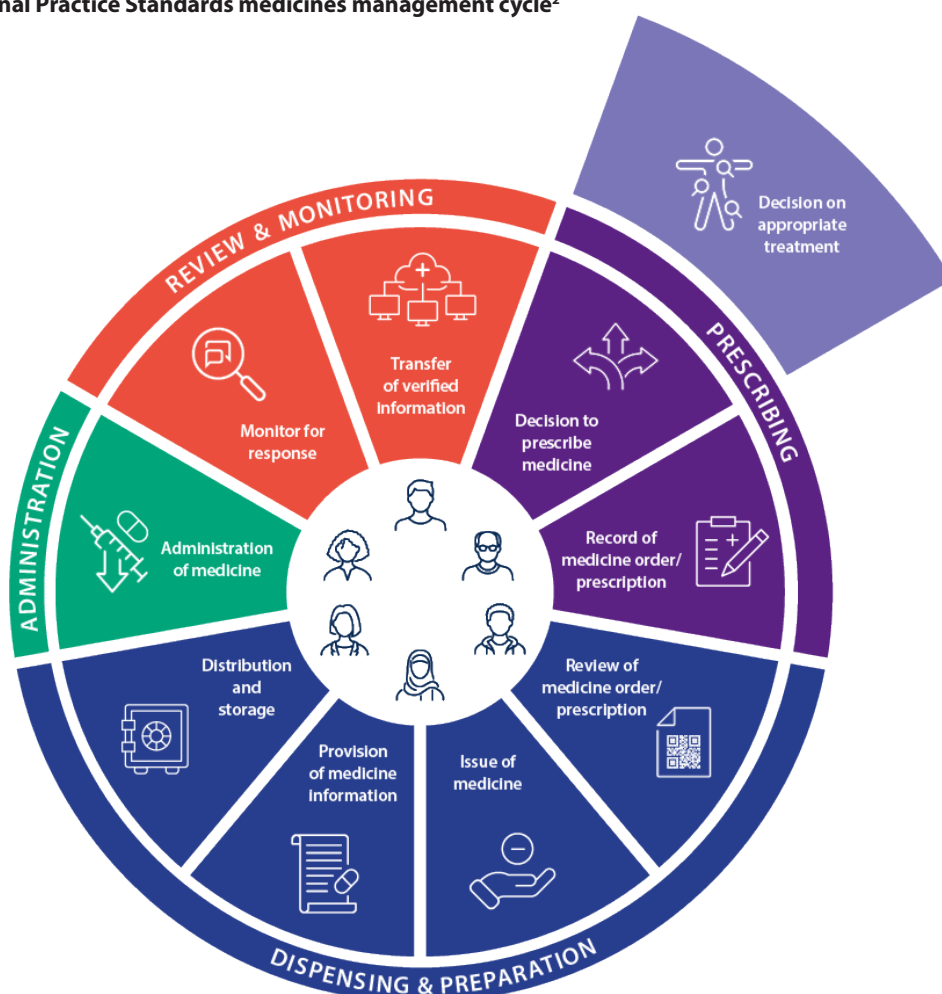 nal Practice Standards medicines management cycle²
Decision on
appropriate
treatment
PRESCRIBING
Decision to
prescribe
medicine
Record of
medicine order/
prescription
DISPENSING & PREPARATION
Review of
medicine order/
prescription
Issue of
medicine
Provision
of medicine
information
Distribution
and
storage
ADMINISTRATION
Administration
of medicine
REVIEW & MONITORING
Monitor for
response
Transfer
of verified
information